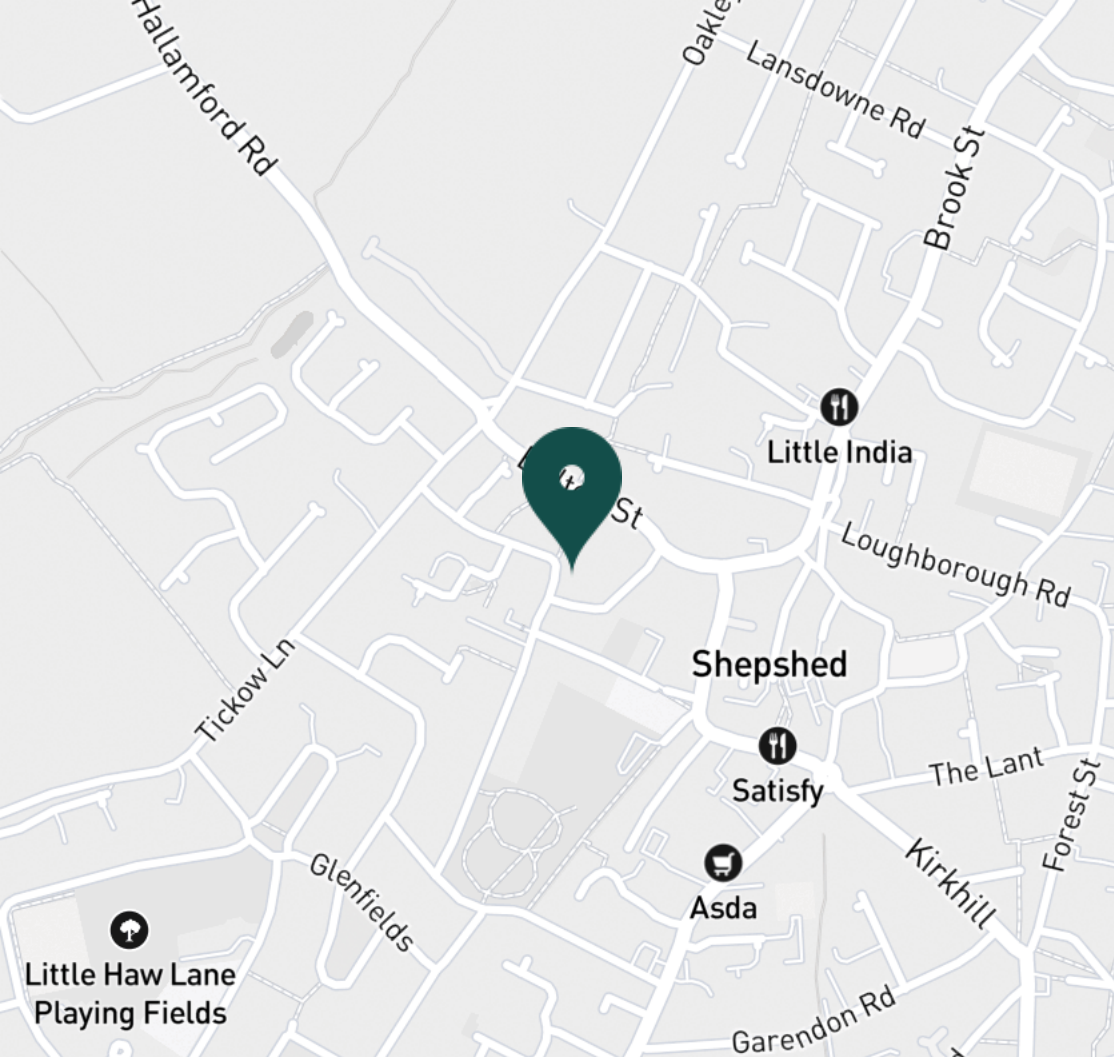 Hallamford Rd
Lansdowne Rd
Brook St
Little India
St
Loughborough Rd
Shepshed
Tickow Ln
Satisfy
The Lant
Forest St
Glenfields
Asda
Kirkhill
Little Haw Lane
Playing Fields
Garendon Rd